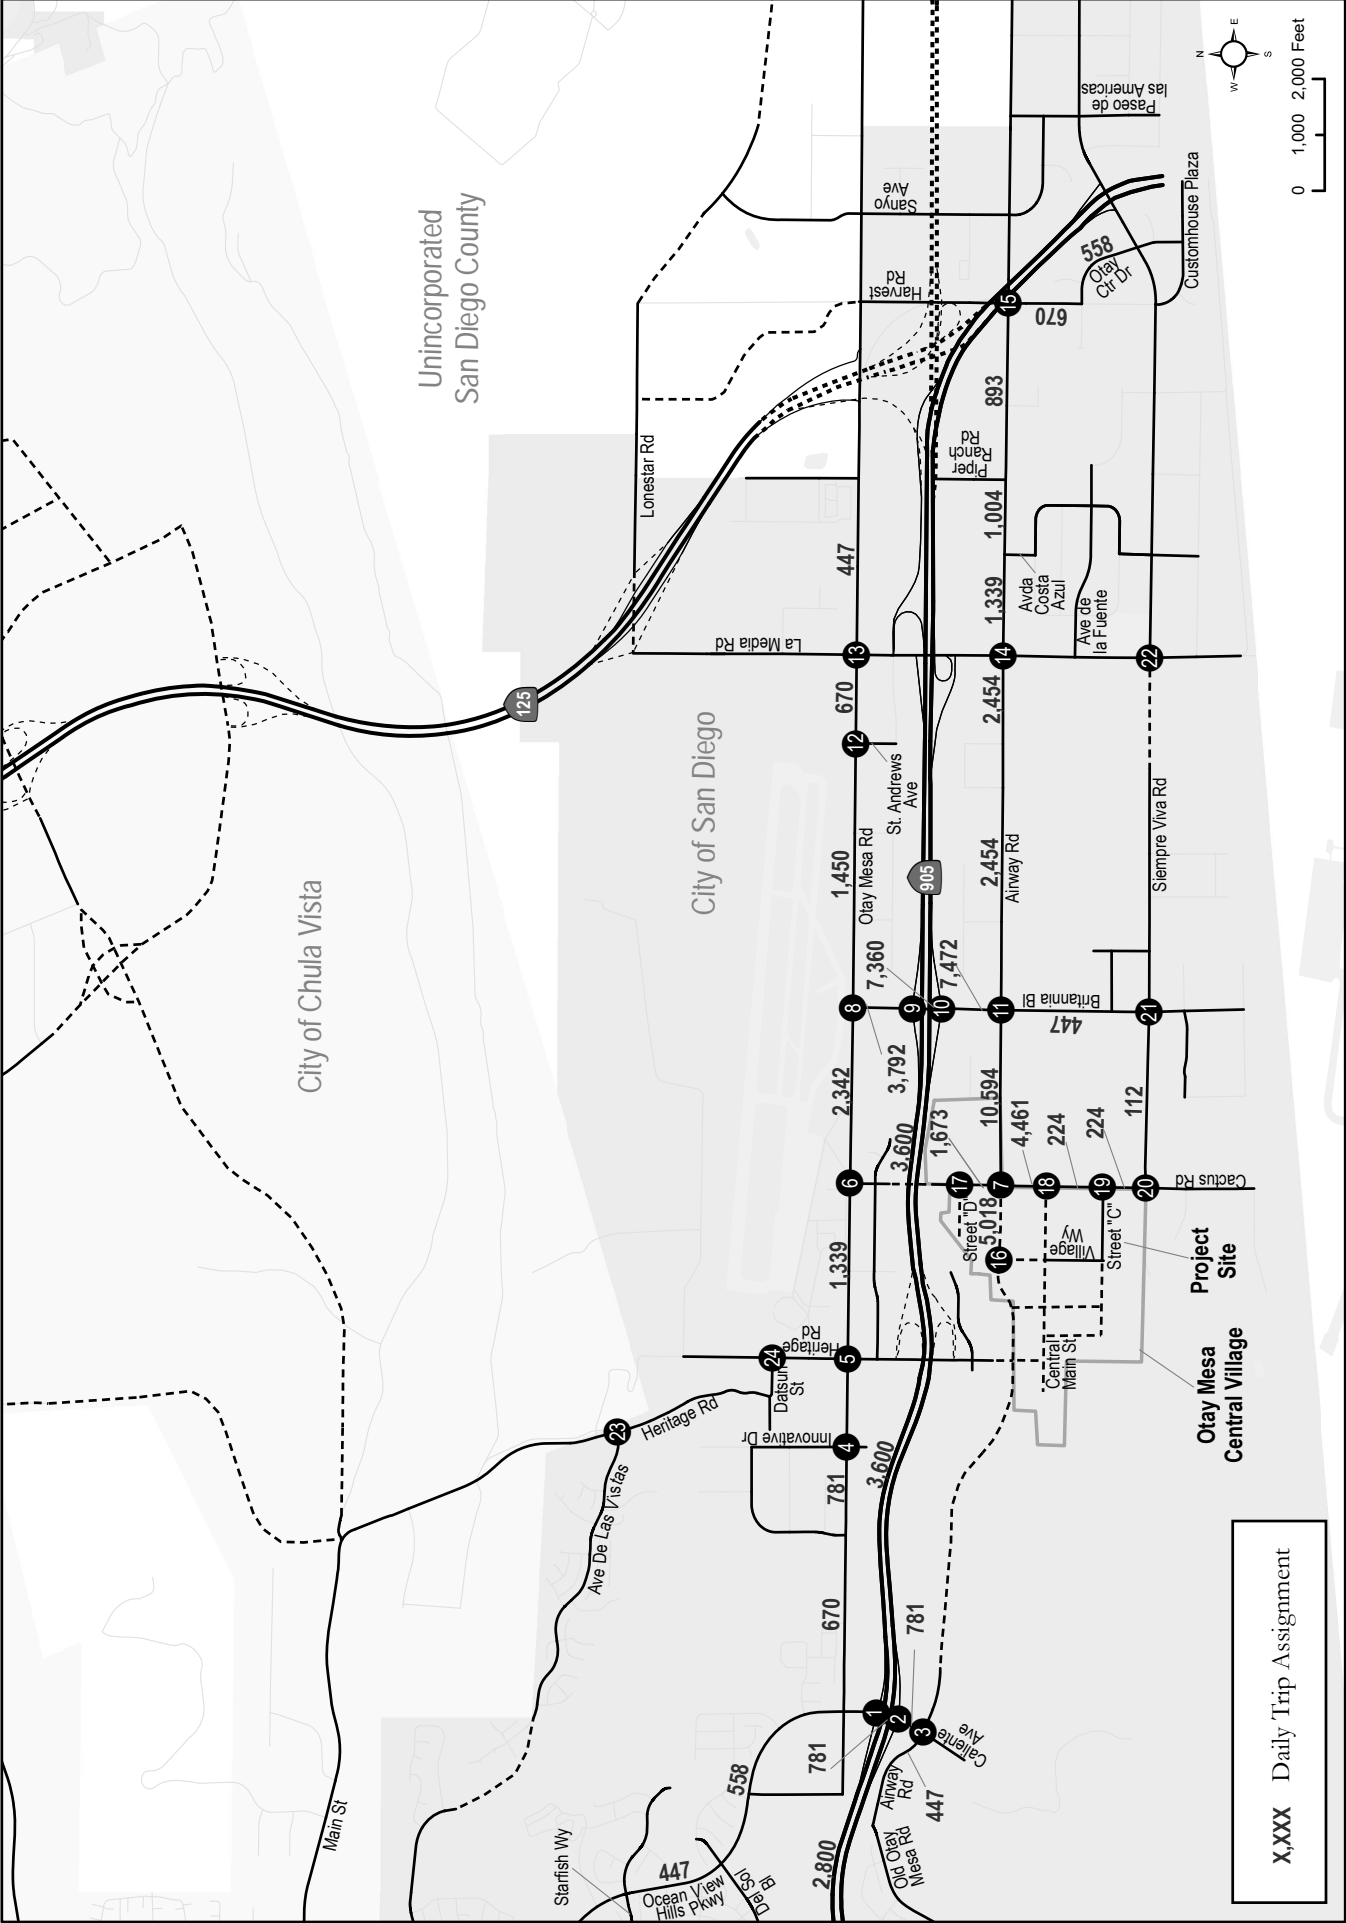 Unincorporated
San Diego County
City of Chula Vista
City of San Diego
N
E
S
W
0 1,000 2,000 Feet
Paseo de
las Americas
Sanyo
Ave
Harvest
Rd
Customhouse Plaza
558
Otay
Ctr Dr
15
670
893
Piper
Ranch
Rd
1,004
Lonestar Rd
447
1,339
Avda
Costa
Azul
Ave de
la Fuente
La Media Rd
13
14
22
125
670
2,454
12
St. Andrews
Ave
1,450
Otay Mesa Rd
905
2,454
Airway Rd
Siempre Viva Rd
7,360
7,472
8
9
10
11
Britannia Bl
447
21
3,792
2,342
3,600
1,673
10,594
4,461
224
224
112
6
17
7
18
19
20
Cactus Rd
Street "D"
5,018
16
Village
Wy
Street "C"
Project
Site
1,339
Heritage
Rd
24
5
Datsun
St
Central
Main St
Otay Mesa
Central Village
23
Heritage Rd
Innovative Dr
4
781
3,600
Ave De Las Vistas
670
781
1
2
3
Caliente
Ave
781
558
Airway
Rd
447
Main St
Starfish Wy
447
Ocean View
Hills Pkwy
Del Sol
Bl
2,800
Old Otay
Mesa Rd
X,XXX Daily Trip Assignment